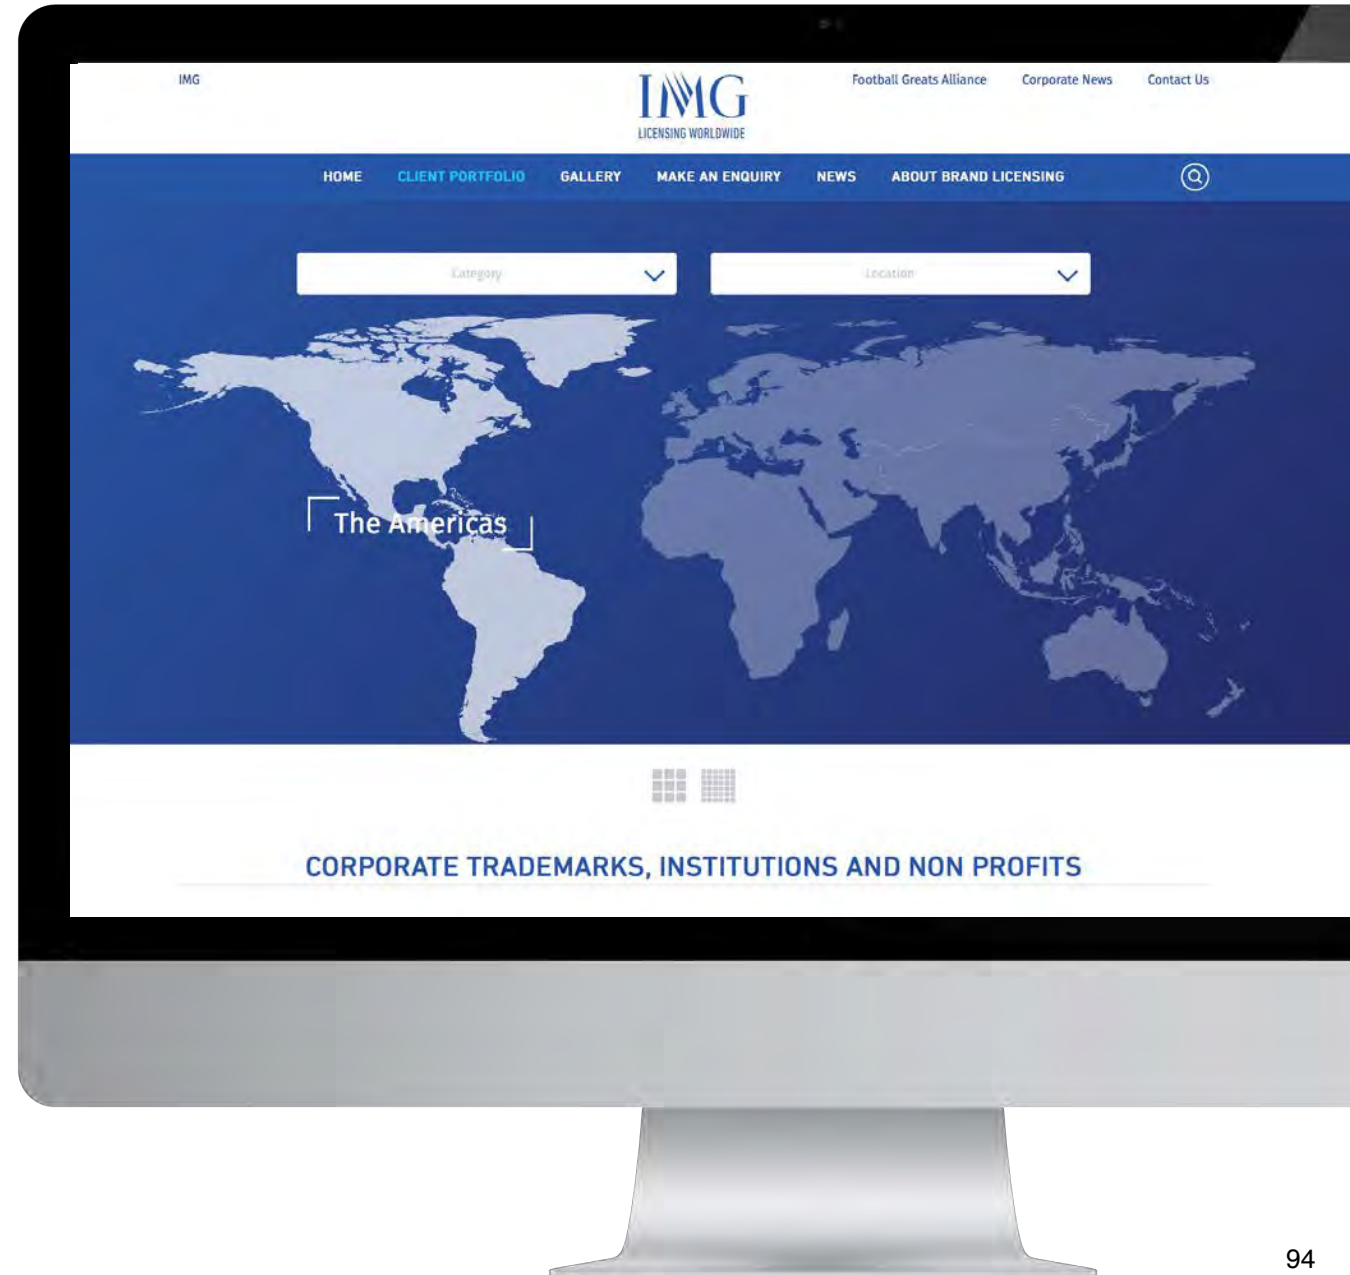 IMG
IMG
LICENSING WORLDWIDE
Football Greats Alliance Corporate News Contact Us
HOME CLIENT PORTFOLIO GALLERY MAKE AN ENQUIRY NEWS ABOUT BRAND LICENSING
Category Location
The Americas
CORPORATE TRADEMARKS, INSTITUTIONS AND NON PROFITS
94